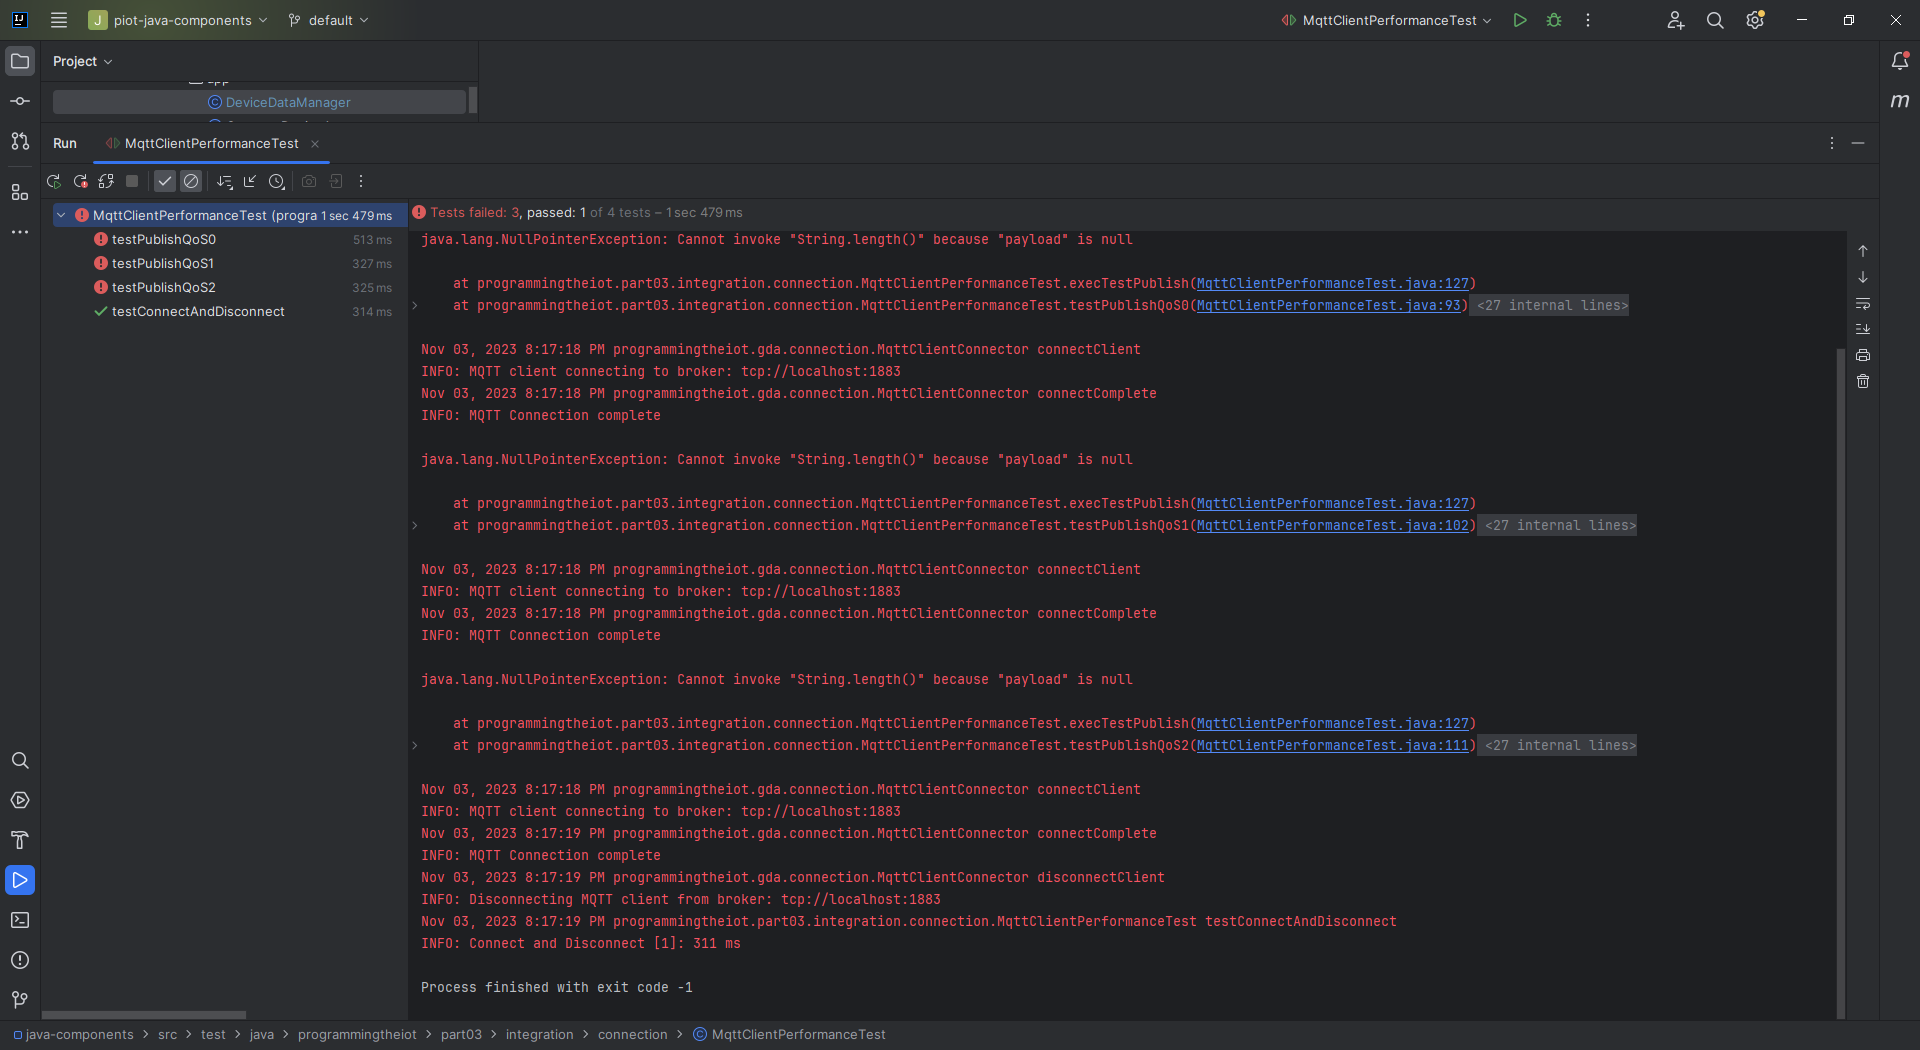 IJ
J piot-java-components
default
MqttClientPerformanceTest
Project
DeviceDataManager
m
Run
MqttClientPerformanceTest
MqttClientPerformanceTest (progra 1 sec 479 ms
testPublishQoS0 513 ms
testPublishQoS1 327 ms
testPublishQoS2 325 ms
testConnectAndDisconnect 314 ms
Tests failed: 3, passed: 1 of 4 tests – 1 sec 479 ms
java.lang.NullPointerException: Cannot invoke "String.length()" because "payload" is null
at programmingtheiot.part03.integration.connection.MqttClientPerformanceTest.execTestPublish(MqttClientPerformanceTest.java:127)
at programmingtheiot.part03.integration.connection.MqttClientPerformanceTest.testPublishQoS0(MqttClientPerformanceTest.java:93) <27 internal lines>
Nov 03, 2023 8:17:18 PM programmingtheiot.gda.connection.MqttClientConnector connectClient
INFO: MQTT client connecting to broker: tcp://localhost:1883
Nov 03, 2023 8:17:18 PM programmingtheiot.gda.connection.MqttClientConnector connectComplete
INFO: MQTT Connection complete
java.lang.NullPointerException: Cannot invoke "String.length()" because "payload" is null
at programmingtheiot.part03.integration.connection.MqttClientPerformanceTest.execTestPublish(MqttClientPerformanceTest.java:127)
at programmingtheiot.part03.integration.connection.MqttClientPerformanceTest.testPublishQoS1(MqttClientPerformanceTest.java:102) <27 internal lines>
Nov 03, 2023 8:17:18 PM programmingtheiot.gda.connection.MqttClientConnector connectClient
INFO: MQTT client connecting to broker: tcp://localhost:1883
Nov 03, 2023 8:17:18 PM programmingtheiot.gda.connection.MqttClientConnector connectComplete
INFO: MQTT Connection complete
java.lang.NullPointerException: Cannot invoke "String.length()" because "payload" is null
at programmingtheiot.part03.integration.connection.MqttClientPerformanceTest.execTestPublish(MqttClientPerformanceTest.java:127)
at programmingtheiot.part03.integration.connection.MqttClientPerformanceTest.testPublishQoS2(MqttClientPerformanceTest.java:111) <27 internal lines>
Nov 03, 2023 8:17:18 PM programmingtheiot.gda.connection.MqttClientConnector connectClient
INFO: MQTT client connecting to broker: tcp://localhost:1883
Nov 03, 2023 8:17:19 PM programmingtheiot.gda.connection.MqttClientConnector connectComplete
INFO: MQTT Connection complete
Nov 03, 2023 8:17:19 PM programmingtheiot.gda.connection.MqttClientConnector disconnectClient
INFO: Disconnecting MQTT client from broker: tcp://localhost:1883
Nov 03, 2023 8:17:19 PM programmingtheiot.part03.integration.connection.MqttClientPerformanceTest testConnectAndDisconnect
INFO: Connect and Disconnect [1]: 311 ms
Process finished with exit code -1
java-components > src > test > java > programmingtheiot > part03 > integration > connection > MqttClientPerformanceTest